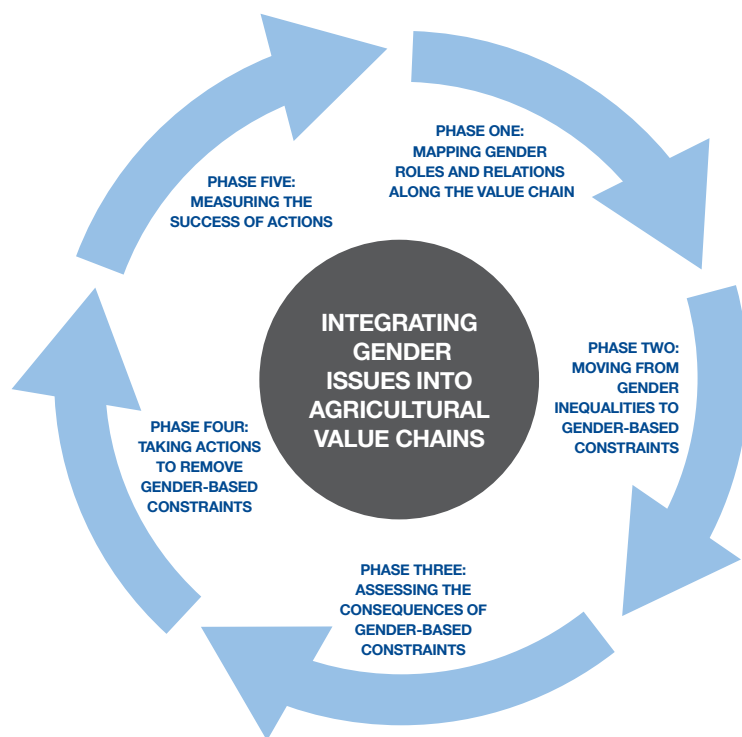 PHASE ONE:
MAPPING GENDER
ROLES AND RELATIONS
ALONG THE VALUE CHAIN
PHASE TWO:
MOVING FROM
GENDER
INEQUALITIES TO
GENDER-BASED
CONSTRAINTS
PHASE THREE:
ASSESSING THE
CONSEQUENCES OF
GENDER-BASED
CONSTRAINTS
PHASE FOUR:
TAKING ACTIONS
TO REMOVE
GENDER-BASED
CONSTRAINTS
PHASE FIVE:
MEASURING THE
SUCCESS OF ACTIONS
INTEGRATING
GENDER
ISSUES INTO
AGRICULTURAL
VALUE CHAINS